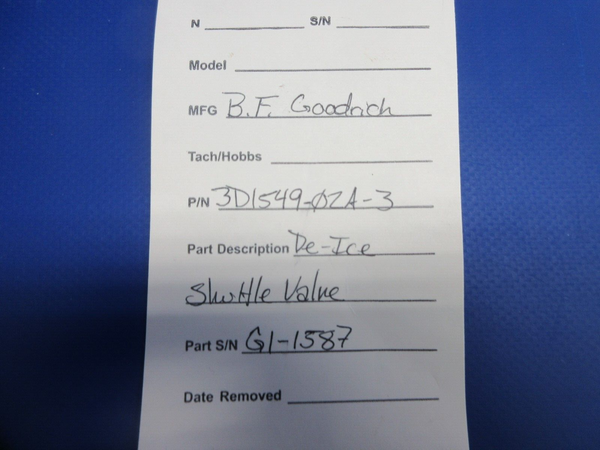 N S/N
Model
MFG B.F. Goodrich
Tach/Hobbs
P/N 3D1549-02A-3
Part Description De-Ice
Shuttle Valve
Part S/N G1-1587
Date Removed